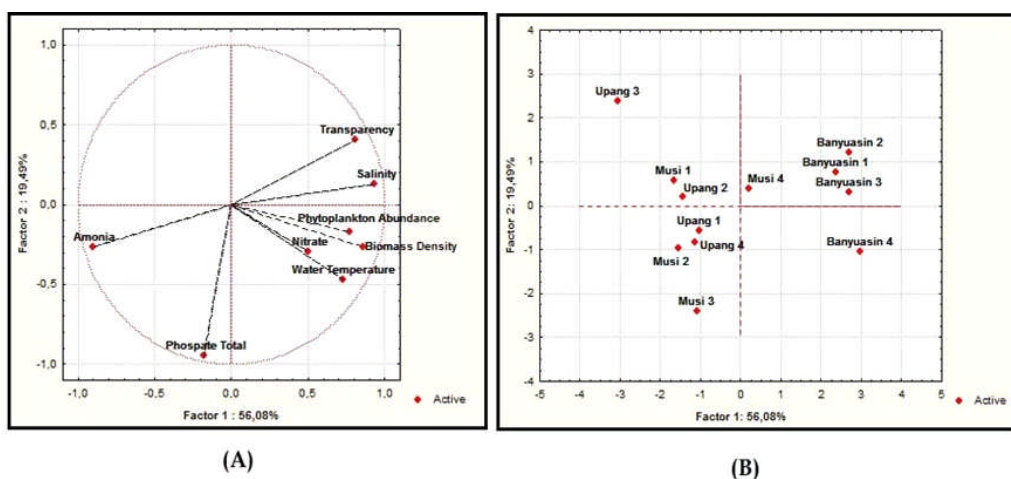 1,0
0,5
0,0
-0,5
-1,0
Factor 2 : 19,49%
Transparency
Salinity
Phytoplankton Abundance
Amonia
Nitrate
Biomass Density
Water Temperature
Phospate Total
-1,0 -0,5 0,0 0,5 1,0
Factor 1 : 56,08%
Active
(A)
4
3
2
1
0
-1
-2
-3
-4
Factor 2: 19,49%
Upang 3
Banyuasin 2
Musi 1
Banyuasin 1
Upang 2
Musi 4
Banyuasin 3
Upang 1
Musi 2
Upang 4
Banyuasin 4
Musi 3
-5 -4 -3 -2 -1 0 1 2 3 4 5
Factor 1: 56,08%
Active
(B)